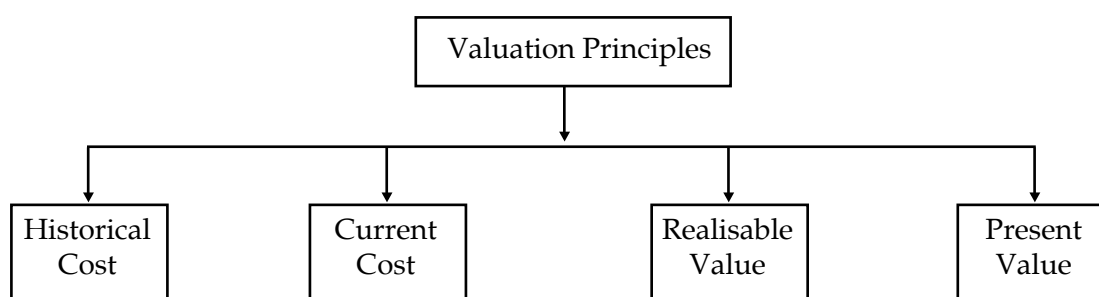 Valuation Principles
Historical
Cost
Current
Cost
Realisable
Value
Present
Value